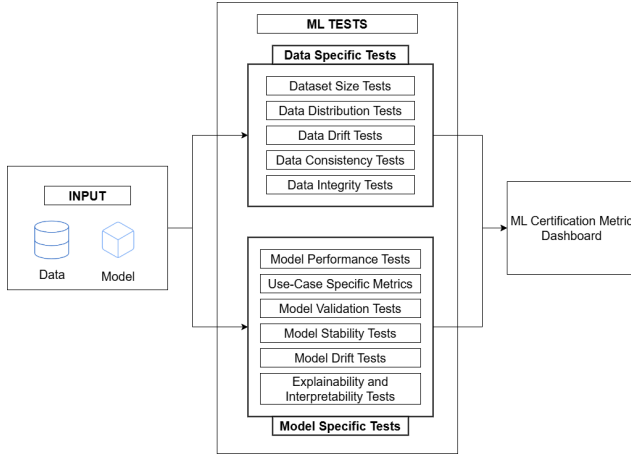 ML TESTS
Data Specific Tests
Dataset Size Tests
Data Distribution Tests
Data Drift Tests
Data Consistency Tests
Data Integrity Tests
INPUT
Data
Model
Model Performance Tests
Use-Case Specific Metrics
Model Validation Tests
Model Stability Tests
Model Drift Tests
Explainability and
Interpretability Tests
Model Specific Tests
ML Certification Metric
Dashboard